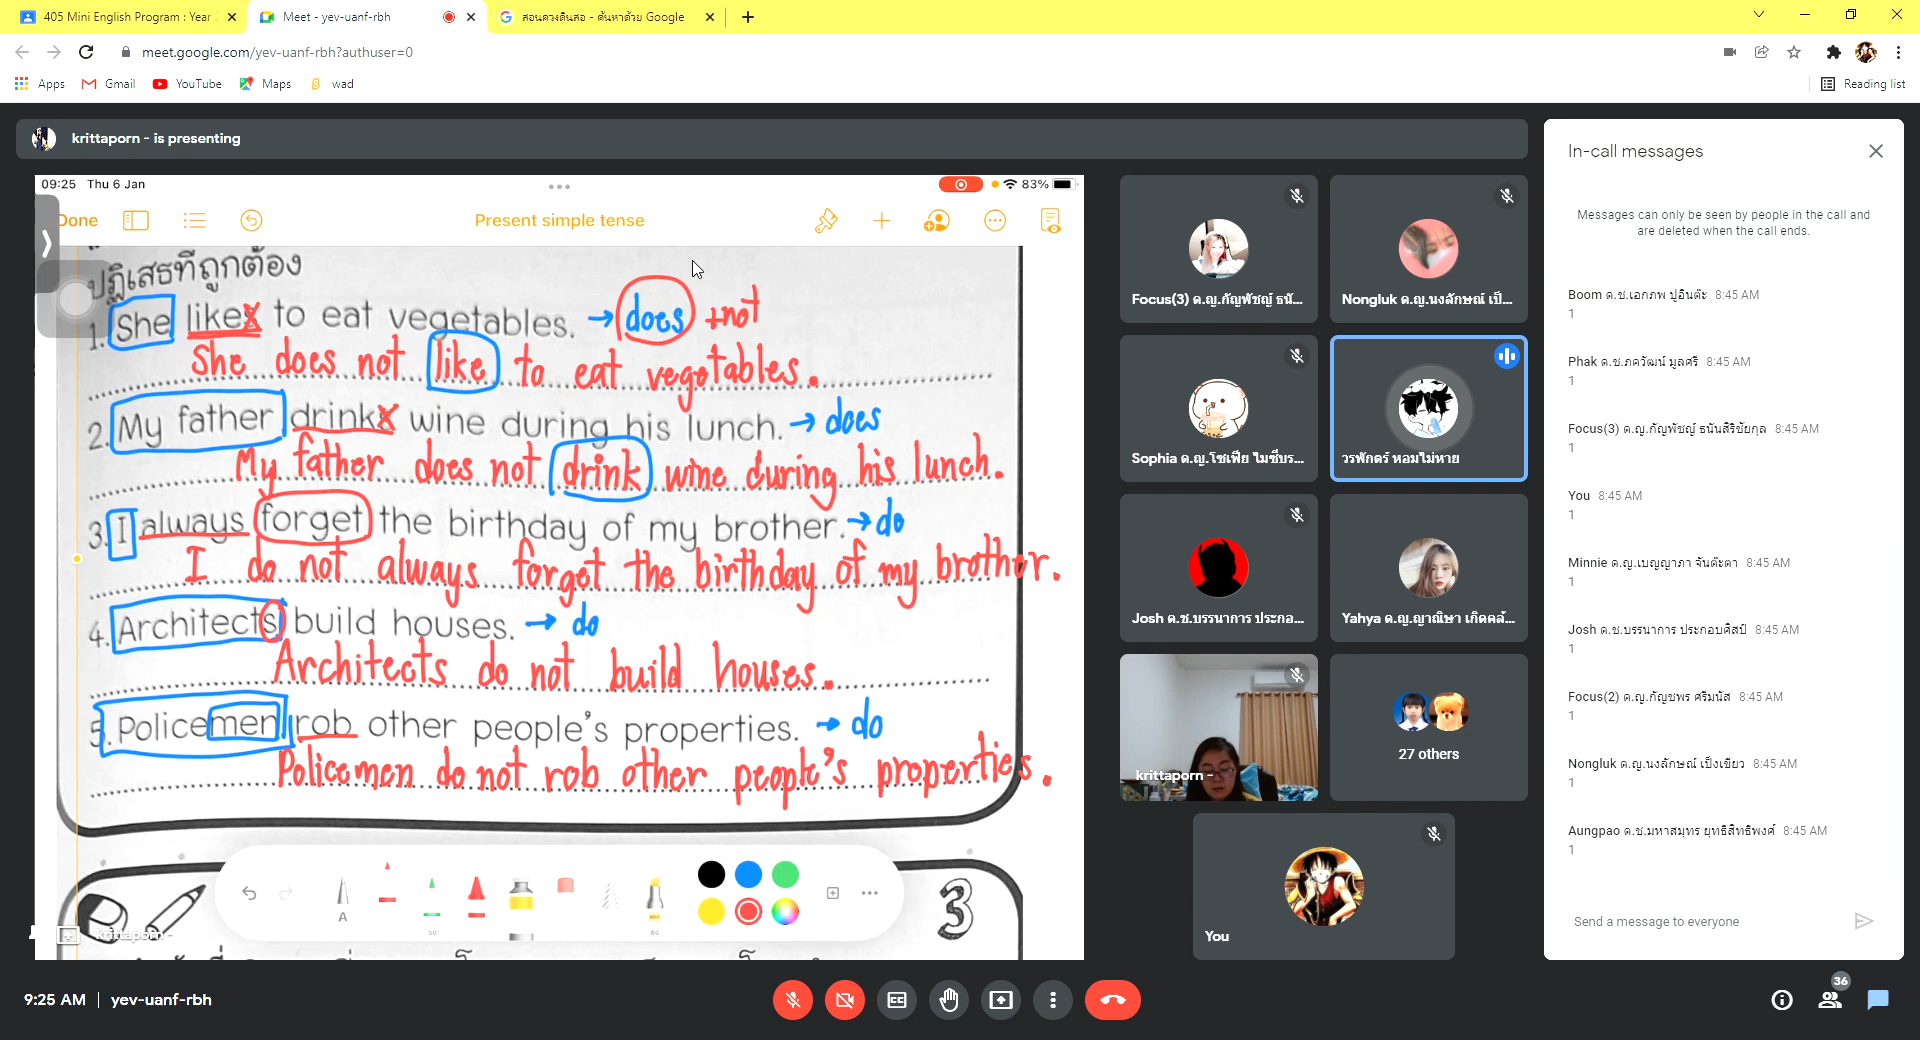 405 Mini English Program : Year
Meet - yev-uanf-rbh
สอนดวงดินสอ - ค้นหาด้วย Google
meet.google.com/yev-uanf-rbh?authuser=0
Apps
Gmail
YouTube
Maps
wad
Reading list
krittaporn - is presenting
09:25 Thu 6 Jan
83%
Done
Present simple tense
ปฏิเสธที่ถูกต้อง
1. She likes to eat vegetables. → does +not
She does not like to eat vegetables.
2. My father drinks wine during his lunch. → does
My father does not drink wine during his lunch.
3. I always forget the birthday of my brother. → do
I do not always forget the birthday of my brother.
4. Architects build houses. → do
Architects do not build houses.
5. Policemen rob other people's properties. → do
Policemen do not rob other people's properties.
A
50
80
3
krittaporn -
Focus(3) ด.ญ.กัญพัชญ์ ธนั...
Nongluk ด.ญ.นงลักษณ์ เป็...
Sophia ด.ญ.โซเฟีย ไมซึบร...
วรพักตร์ หอมไม่หาย
Josh ด.ช.บรรนาการ ประกอ...
Yahya ด.ญ.ญาณิษา เกิดคล้...
krittaporn -
27 others
You
In-call messages
Messages can only be seen by people in the call and
are deleted when the call ends.
Boom ด.ช.เอกภพ ปูอินต๊ะ 8:45 AM
1
Phak ด.ช.ภควัฒน์ มูลศรี 8:45 AM
1
Focus(3) ด.ญ.กัญพัชญ์ ธนันสิริชัยกุล 8:45 AM
1
You 8:45 AM
1
Minnie ด.ญ.เบญญาภา จันต๊ะตา 8:45 AM
1
Josh ด.ช.บรรนาการ ประกอบศิลป์ 8:45 AM
1
Focus(2) ด.ญ.กัญชพร ศรีมนัส 8:45 AM
1
Nongluk ด.ญ.นงลักษณ์ เป็งเขียว 8:45 AM
1
Aungpao ด.ช.มหาสมุทร ยุทธิสิทธิพงศ์ 8:45 AM
1
Send a message to everyone
9:25 AM | yev-uanf-rbh
36